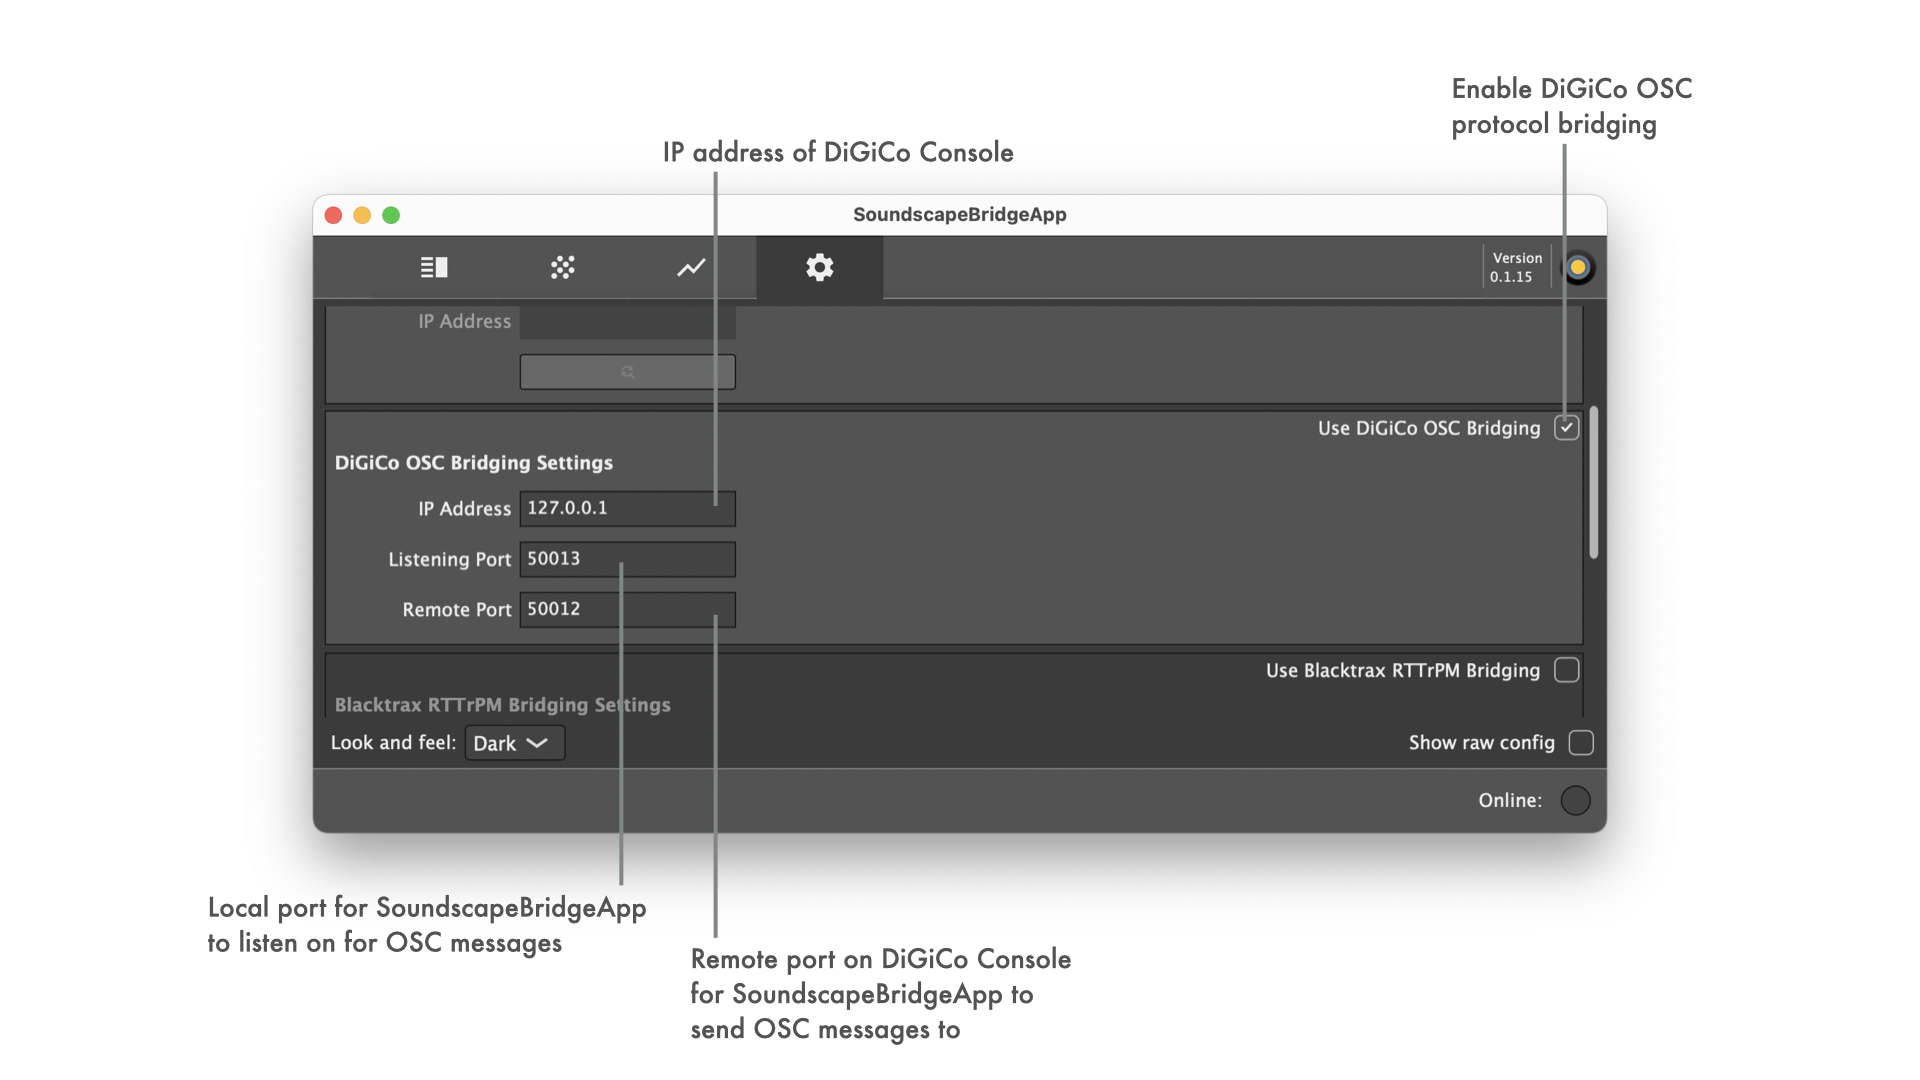 Enable DiGiCo OSC
protocol bridging
IP address of DiGiCo Console
SoundscapeBridgeApp
Version
0.1.15
IP Address
Use DiGiCo OSC Bridging
DiGiCo OSC Bridging Settings
IP Address 127.0.0.1
Listening Port 50013
Remote Port 50012
Use Blacktrax RTTrPM Bridging
Blacktrax RTTrPM Bridging Settings
Look and feel: Dark
Show raw config
Online:
Local port for SoundscapeBridgeApp
to listen on for OSC messages
Remote port on DiGiCo Console
for SoundscapeBridgeApp to
send OSC messages to